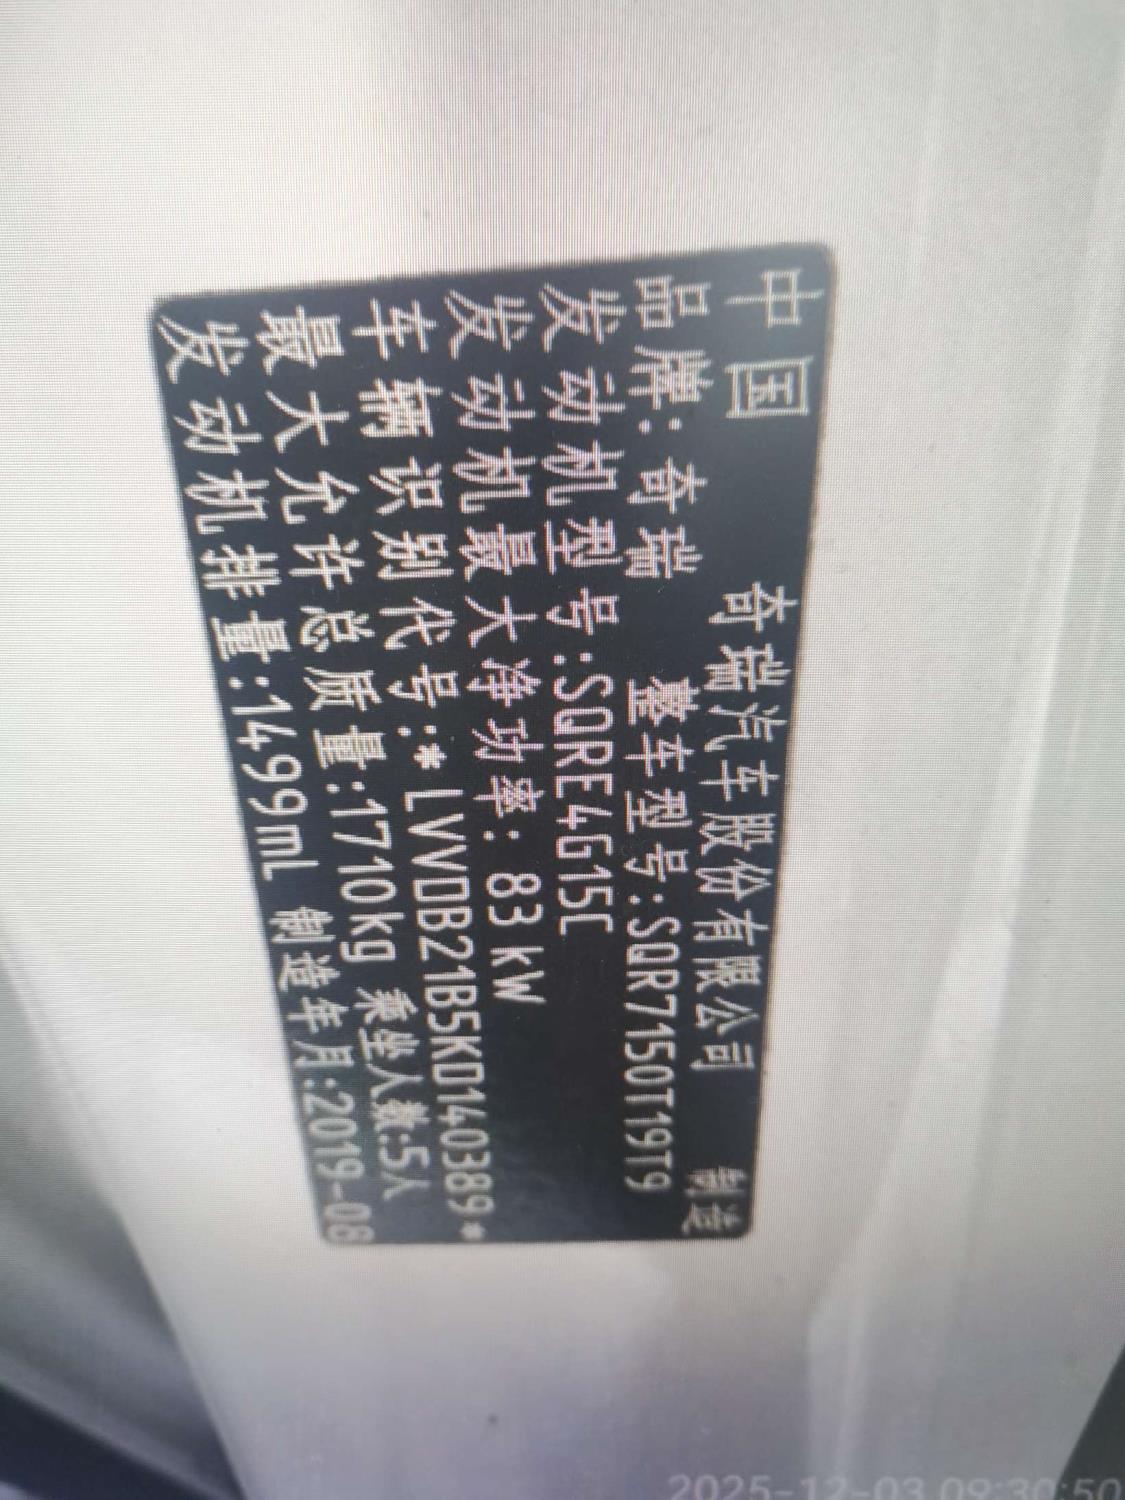 中国 奇瑞汽车股份有限公司 制造
品牌:奇瑞 整车型号:SQR7150T19T9
发动机型号:SQRE4G15C
发动机最大净功率:83kW
车辆识别代号:*LVVDB21B5KD140389*
最大允许总质量:1710kg 乘坐人数:5人
发动机排量:1499ml 制造年月:2019-08
2025-12-03 09:30:50